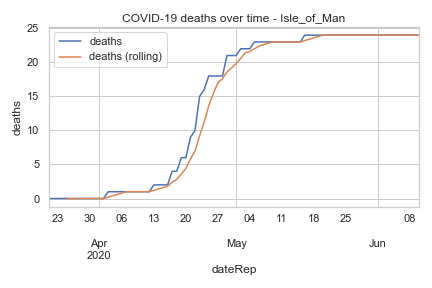 COVID-19 deaths over time - Isle_of_Man
deaths
deaths (rolling)
25
20
15
10
5
0
deaths
23 30 06 13 20 27 04 11 18 25 08
Apr May Jun
2020
dateRep